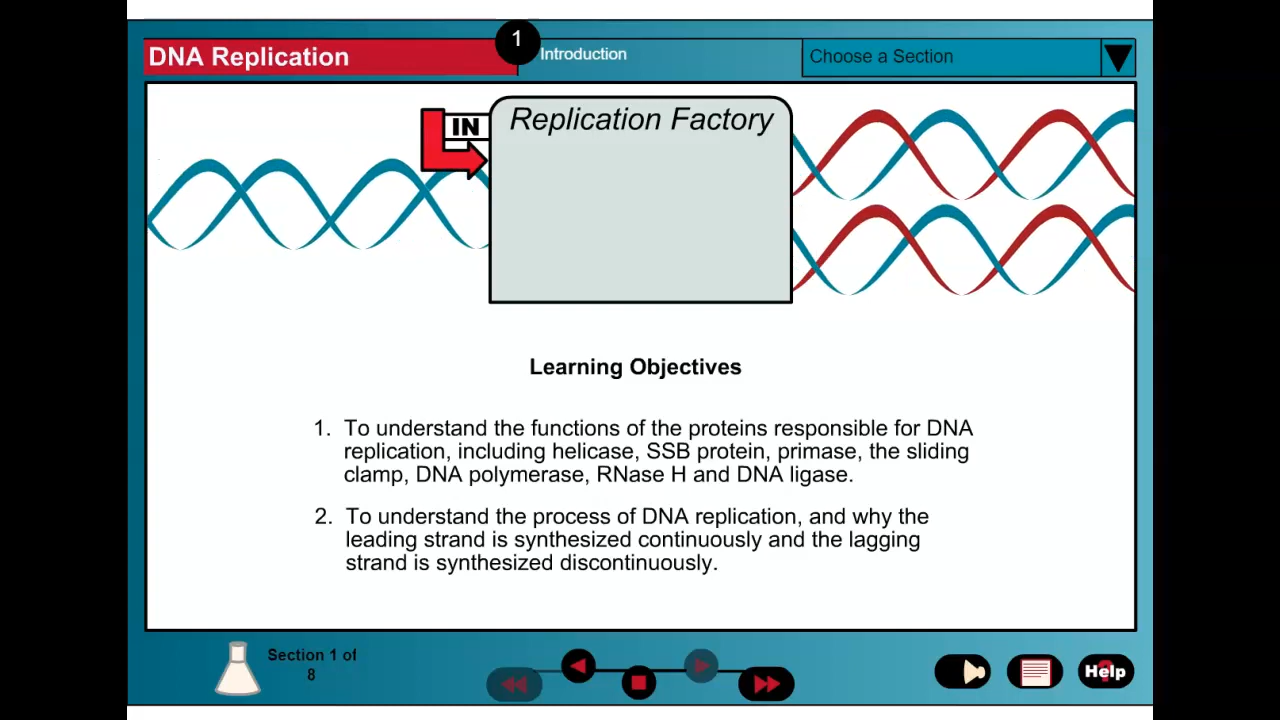 DNA Replication
1
Introduction
Choose a Section
IN
Replication Factory
Learning Objectives
1. To understand the functions of the proteins responsible for DNA
replication, including helicase, SSB protein, primase, the sliding
clamp, DNA polymerase, RNase H and DNA ligase.
2. To understand the process of DNA replication, and why the
leading strand is synthesized continuously and the lagging
strand is synthesized discontinuously.
Section 1 of
8
Help